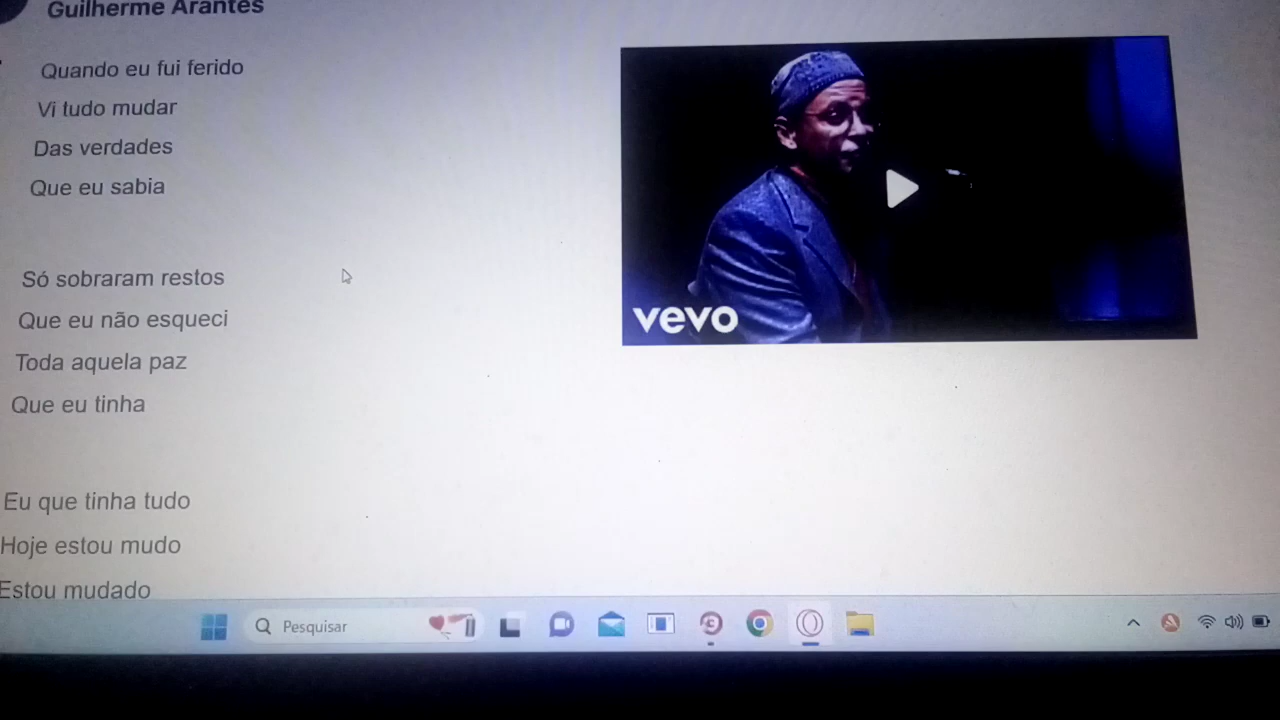 Guilherme Arantes
Quando eu fui ferido
Vi tudo mudar
Das verdades
Que eu sabia
Só sobraram restos
Que eu não esqueci
Toda aquela paz
Que eu tinha
Eu que tinha tudo
Hoje estou mudo
Estou mudado
vevo
Pesquisar